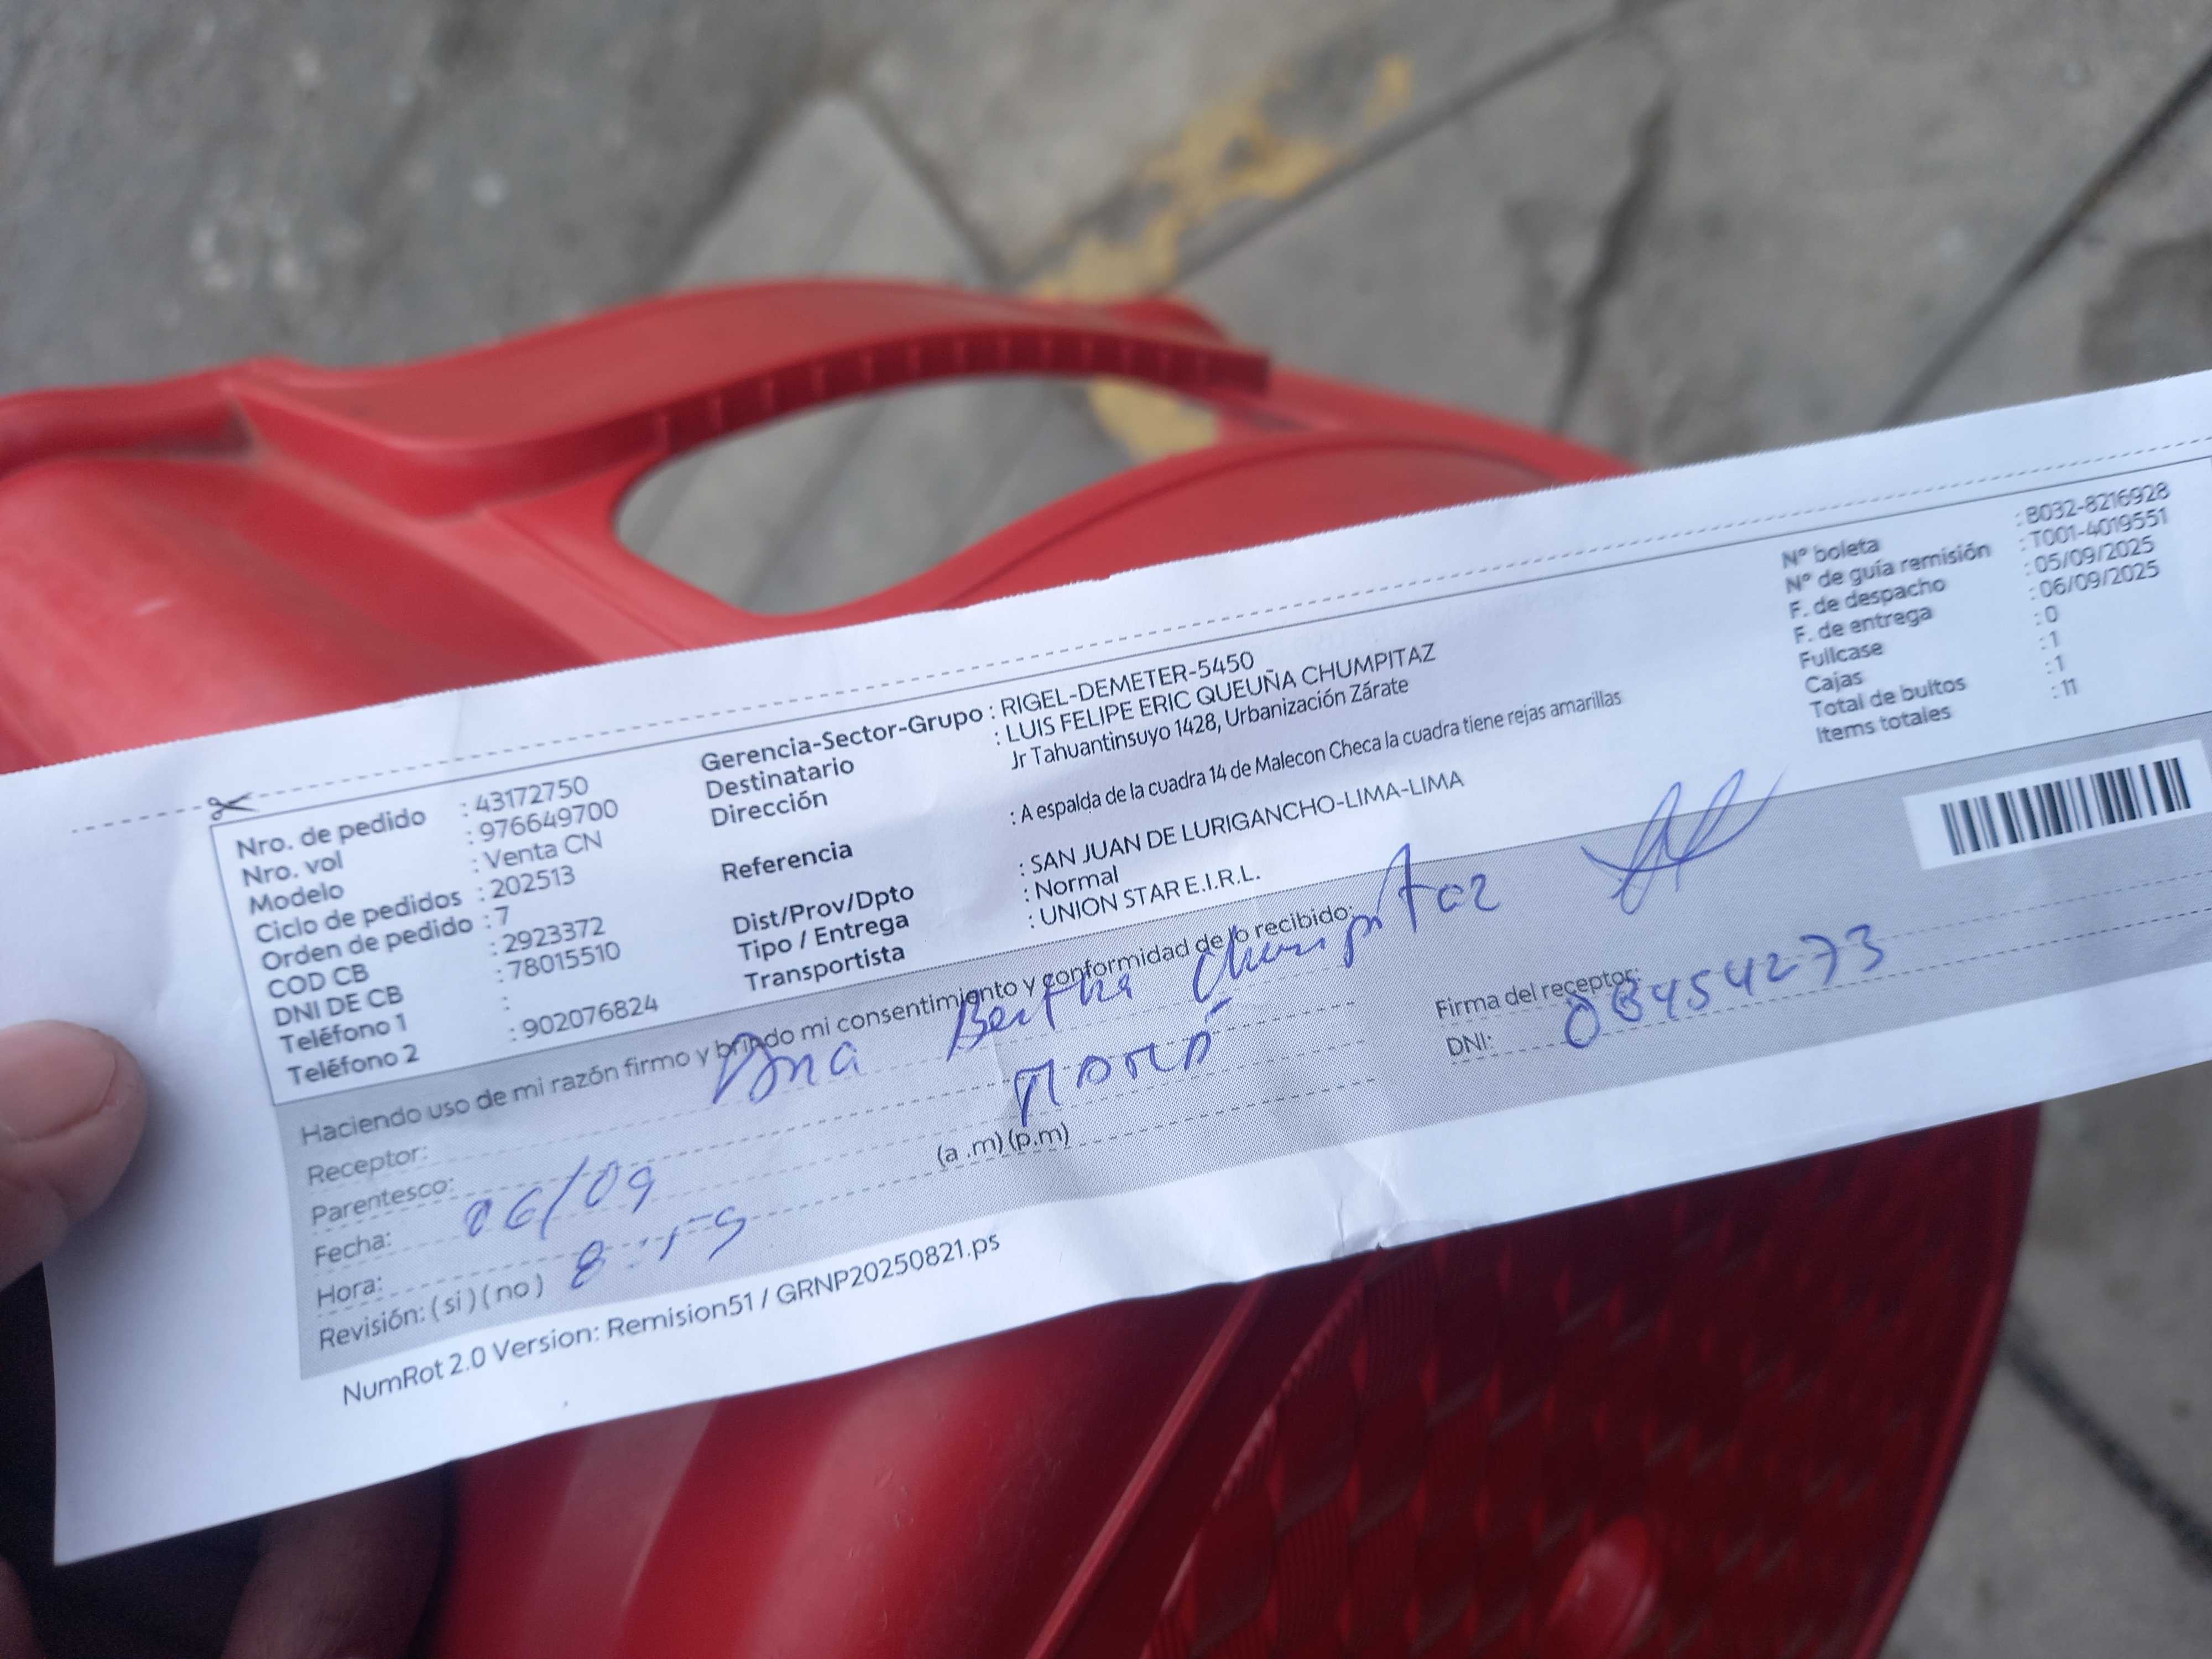 Nro. de pedido : 43172750
Nro. vol : 976649700
Modelo : Venta CN
Ciclo de pedidos : 202513
Orden de pedido : 7
COD CB : 2923372
DNI DE CB : 78015510
Teléfono 1 :
Teléfono 2 : 902076824
Gerencia-Sector-Grupo : RIGEL-DEMETER-5450
Destinatario : LUIS FELIPE ERIC QUEUÑA CHUMPITAZ
Dirección Jr Tahuantinsuyo 1428, Urbanización Zárate
Referencia : A espalda de la cuadra 14 de Malecon Checa la cuadra tiene rejas amarillas
Dist/Prov/Dpto : SAN JUAN DE LURIGANCHO-LIMA-LIMA
Tipo / Entrega : Normal
Transportista : UNION STAR E.I.R.L.
N° boleta : B032-8216928
N° de guía remisión : T001-4019551
F. de despacho : 05/09/2025
F. de entrega : 06/09/2025
Fullcase : 0
Cajas : 1
Total de bultos : 1
Items totales : 11
Haciendo uso de mi razón firmo y brindo mi consentimiento y conformidad de lo recibido:
Receptor: Ana Bertha Chumpitaz
Parentesco: MAMÁ
Fecha: 06/09
Hora: 8:
(a .m) (p.m)
Revisión: ( si ) ( no )
Firma del receptor:
DNI: 08454273
NumRot 2.0 Version: Remision51 / GRNP20250821.ps